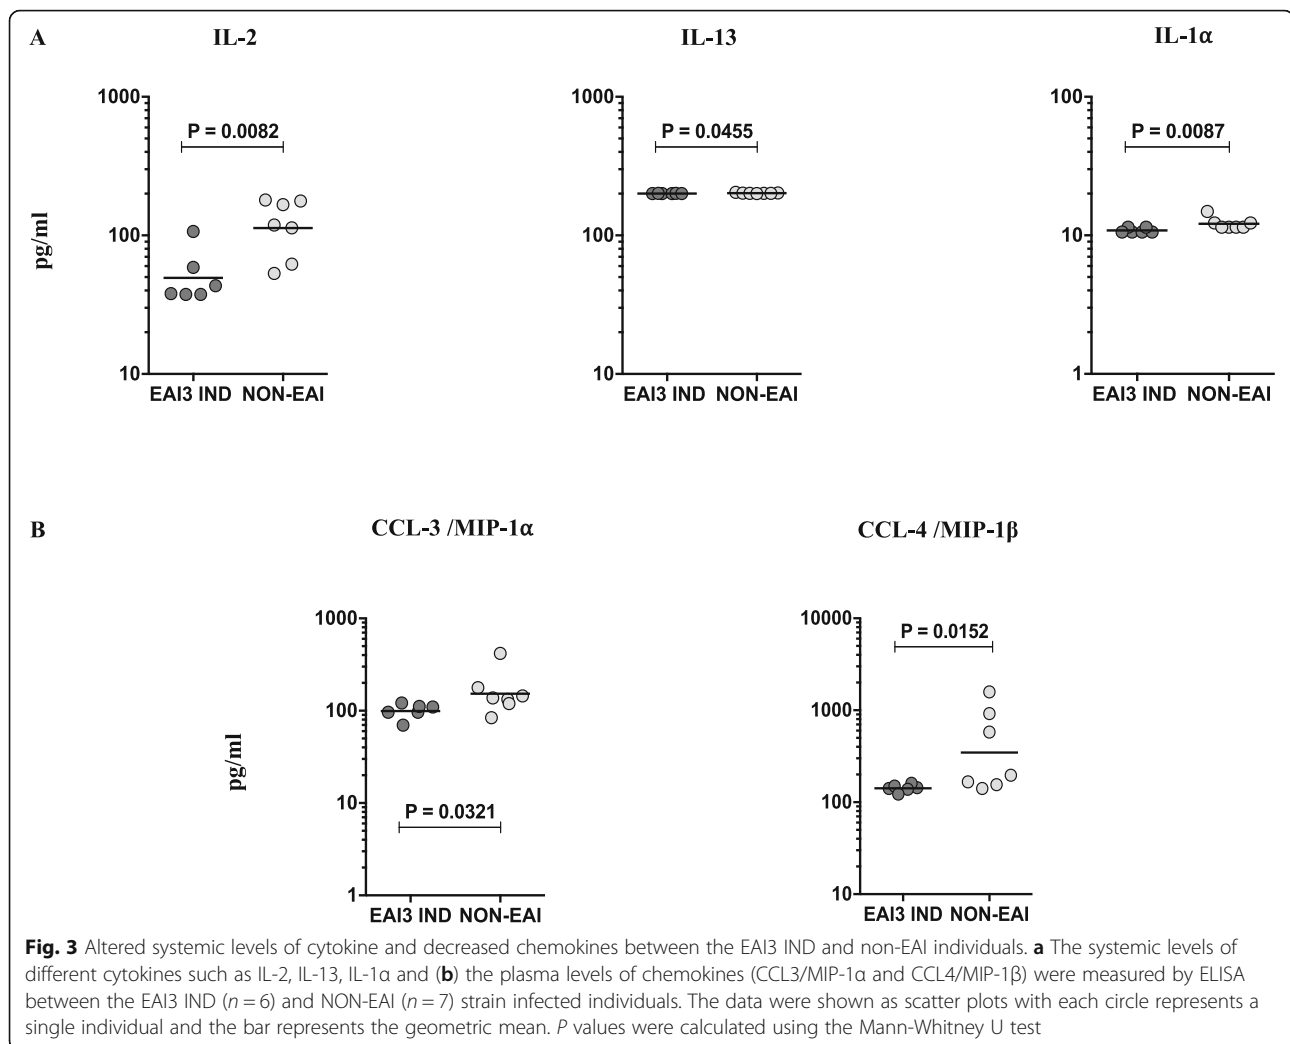 A
IL-2
IL-13
IL-1α
1000
100
10
pg/ml
P = 0.0082
EAI3 IND NON-EAI
1000
100
10
P = 0.0455
EAI3 IND NON-EAI
100
10
1
P = 0.0087
EAI3 IND NON-EAI
B
CCL-3 /MIP-1α
CCL-4 /MIP-1β
1000
100
10
1
pg/ml
P = 0.0321
EAI3 IND NON-EAI
10000
1000
100
10
P = 0.0152
EAI3 IND NON-EAI
Fig. 3 Altered systemic levels of cytokine and decreased chemokines between the EAI3 IND and non-EAI individuals. a The systemic levels of
different cytokines such as IL-2, IL-13, IL-1α and (b) the plasma levels of chemokines (CCL3/MIP-1α and CCL4/MIP-1β) were measured by ELISA
between the EAI3 IND (n = 6) and NON-EAI (n = 7) strain infected individuals. The data were shown as scatter plots with each circle represents a
single individual and the bar represents the geometric mean. P values were calculated using the Mann-Whitney U test